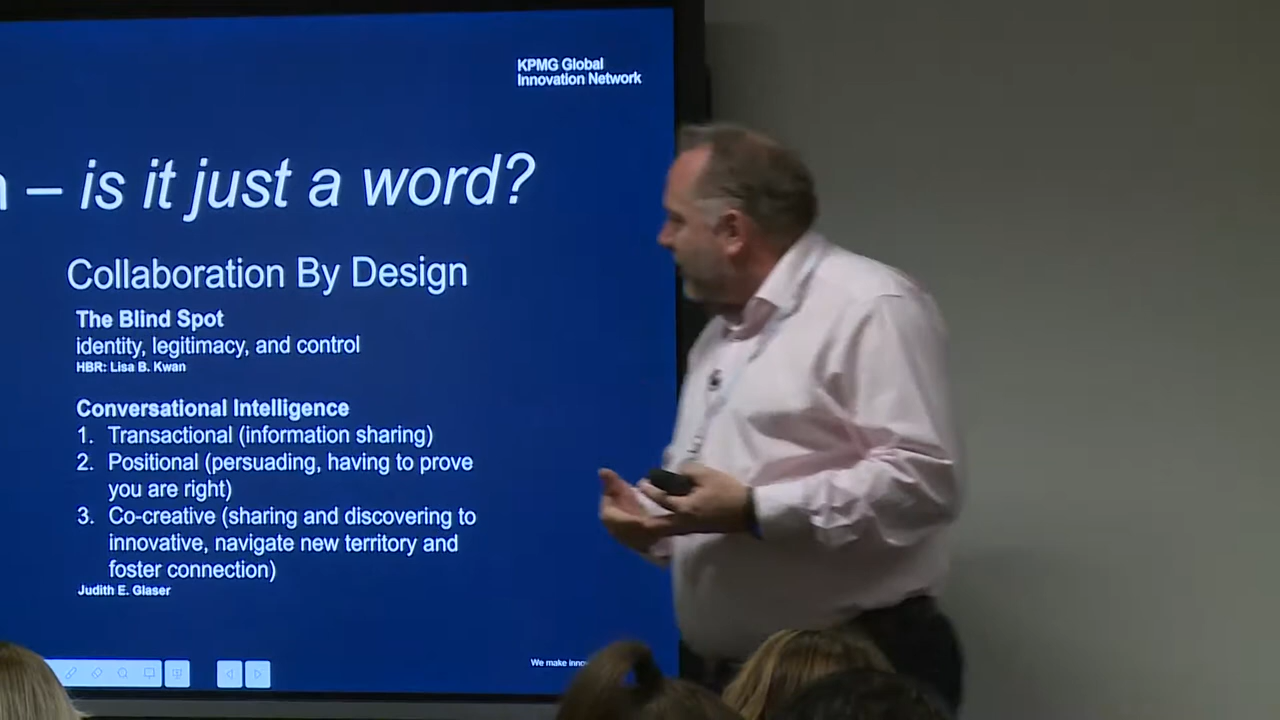 KPMG Global
Innovation Network
– is it just a word?
Collaboration By Design
The Blind Spot
identity, legitimacy, and control
HBR: Lisa B. Kwan
Conversational Intelligence
1. Transactional (information sharing)
2. Positional (persuading, having to prove
you are right)
3. Co-creative (sharing and discovering to
innovative, navigate new territory and
foster connection)
Judith E. Glaser
We make